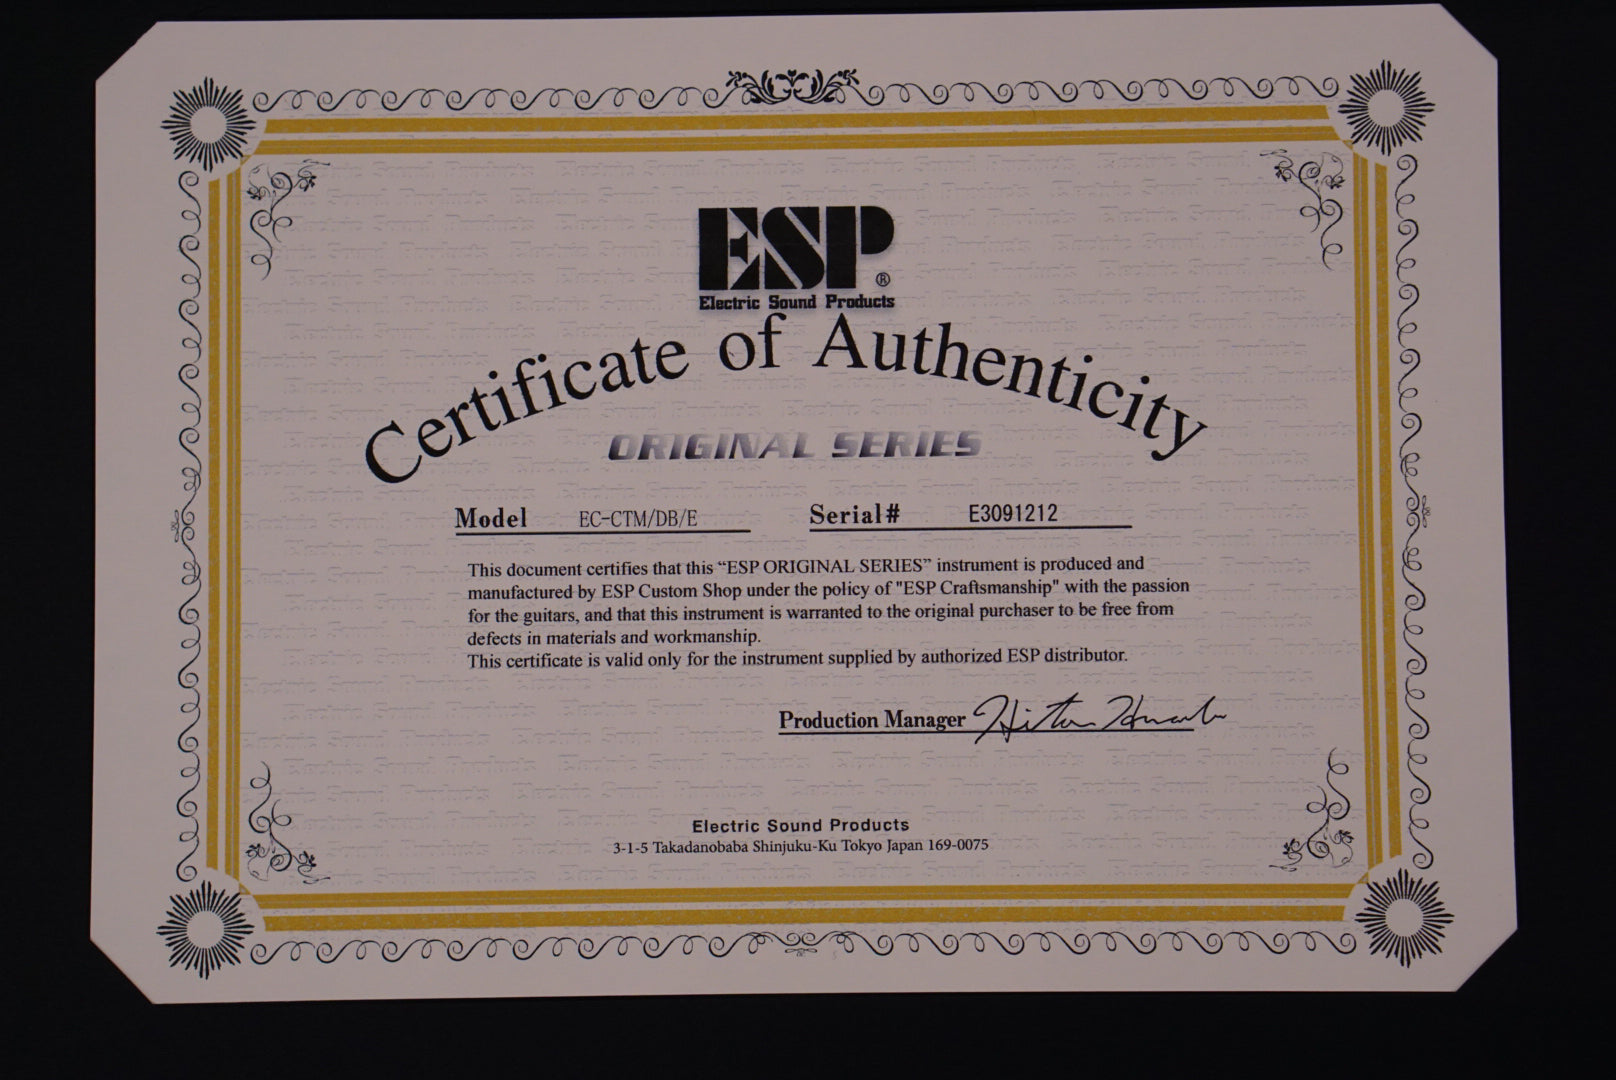 ESP®
Electric Sound Products
Certificate of Authenticity
ORIGINAL SERIES
Model EC-CTM/DB/E Serial# E3091212
This document certifies that this “ESP ORIGINAL SERIES” instrument is produced and
manufactured by ESP Custom Shop under the policy of "ESP Craftsmanship" with the passion
for the guitars, and that this instrument is warranted to the original purchaser to be free from
defects in materials and workmanship.
This certificate is valid only for the instrument supplied by authorized ESP distributor.
Production Manager
Electric Sound Products
3-1-5 Takadanobaba Shinjuku-Ku Tokyo Japan 169-0075